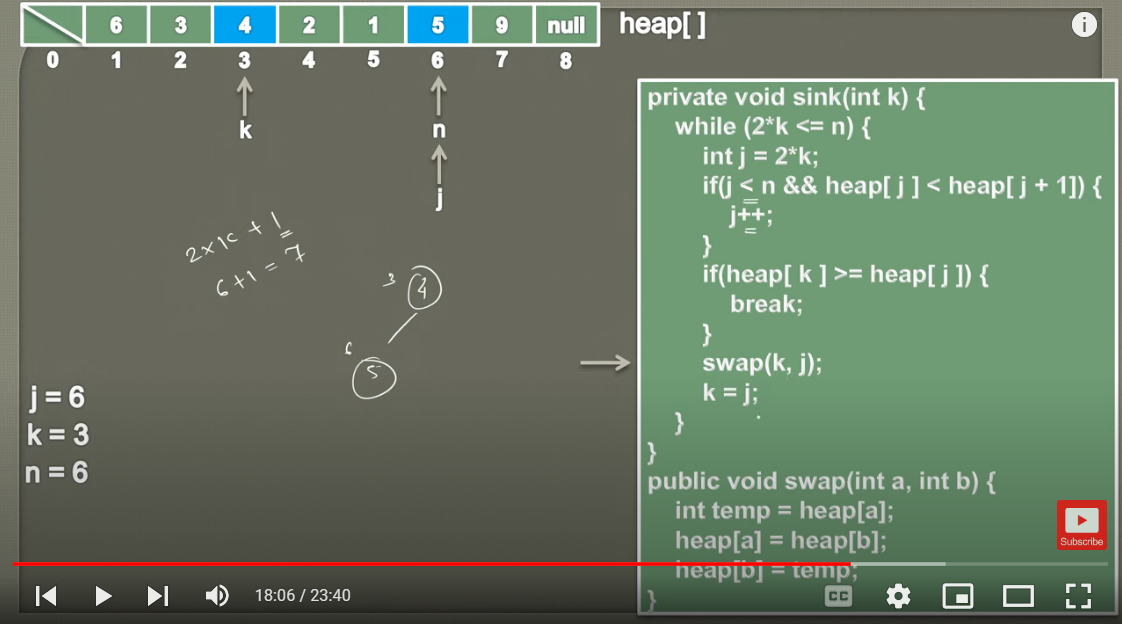 6 3 4 2 1 5 9 null heap[ ]
0 1 2 3 4 5 6 7 8
k n
j
2×k + 1
6+1 = 7
3 4
6
5
j = 6
k = 3
n = 6
private void sink(int k) {
while (2*k <= n) {
int j = 2*k;
if(j < n && heap[ j ] < heap[ j + 1]) {
j++;
}
if(heap[ k ] >= heap[ j ]) {
break;
}
swap(k, j);
k = j;
}
}
public void swap(int a, int b) {
int temp = heap[a];
heap[a] = heap[b];
heap[b] = temp;
}
Subscribe
18:06 / 23:40
CC
i